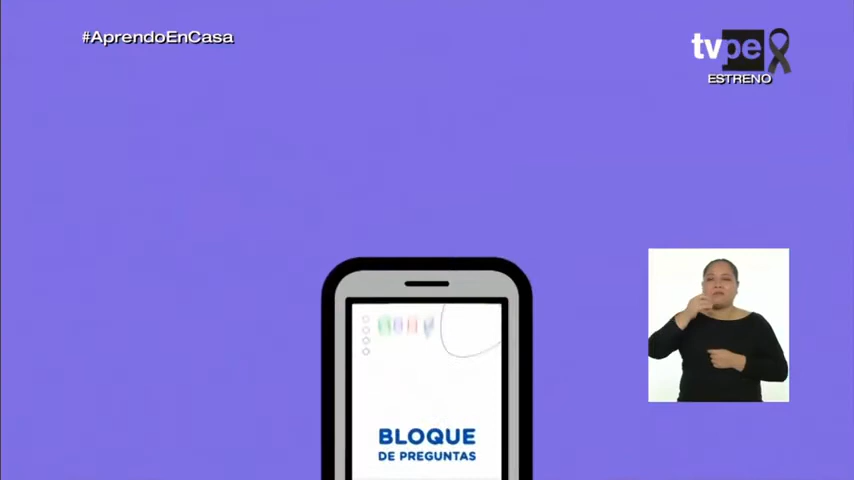 #AprendoEnCasa
tvpe
ESTRENO
BLOQUE
DE PREGUNTAS